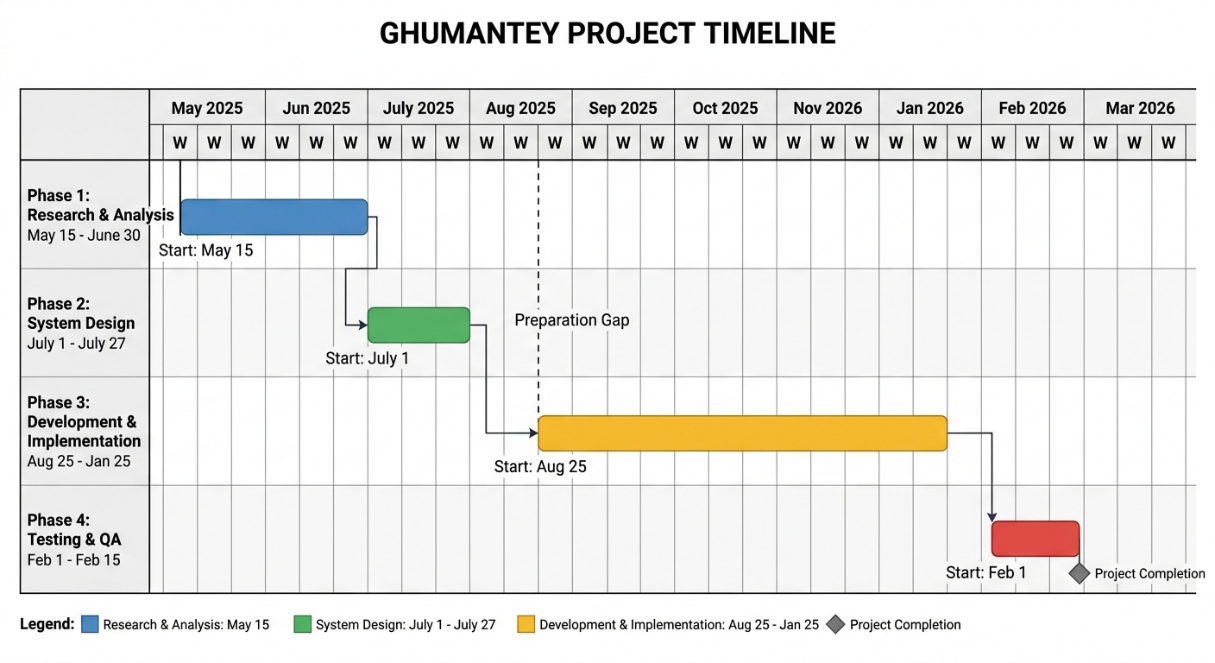 GHUMANTEY PROJECT TIMELINE
May 2025 Jun 2025 July 2025 Aug 2025 Sep 2025 Oct 2025 Nov 2026 Jan 2026 Feb 2026 Mar 2026
W W W W W W W W W W W W W W W W W W W W W W W W W W W W W W
Phase 1:
Research & Analysis
May 15 - June 30
Start: May 15
Phase 2:
System Design
July 1 - July 27
Preparation Gap
Start: July 1
Phase 3:
Development &
Implementation
Aug 25 - Jan 25
Start: Aug 25
Phase 4:
Testing & QA
Feb 1 - Feb 15
Start: Feb 1
Project Completion
Legend: Research & Analysis: May 15 System Design: July 1 - July 27 Development & Implementation: Aug 25 - Jan 25 Project Completion